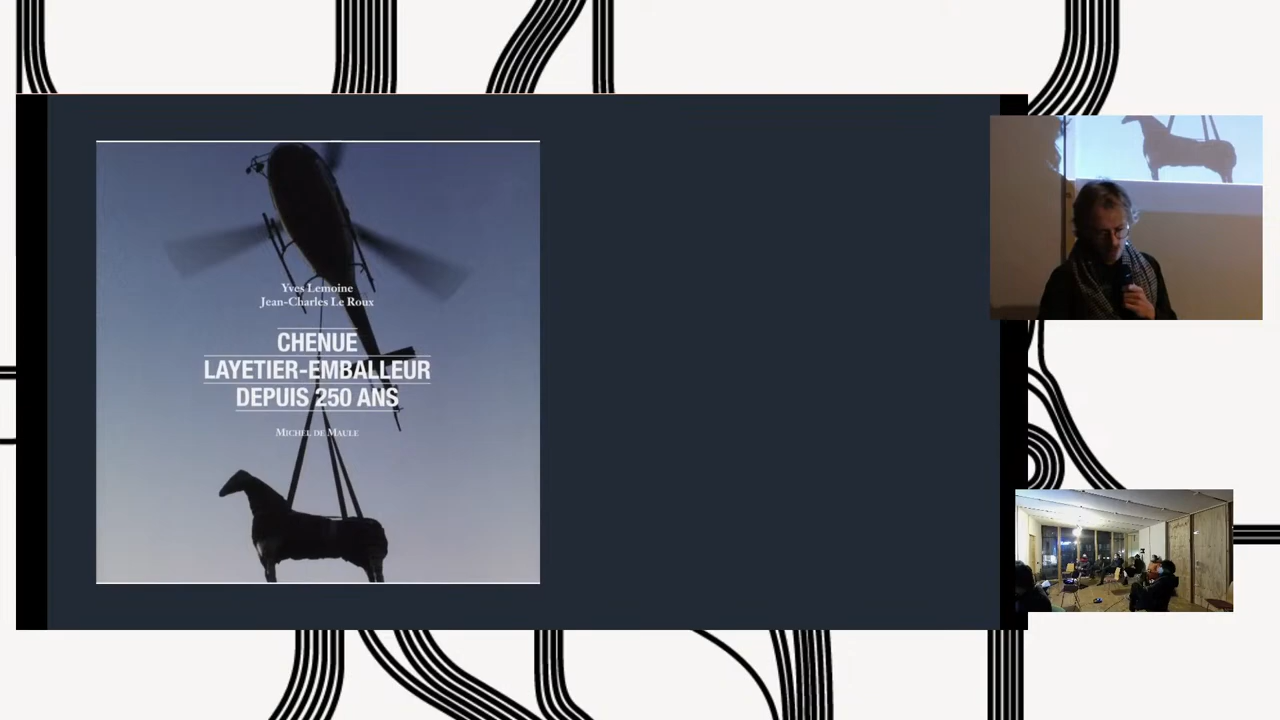 Yves Lemoine
Jean-Charles Le Roux
CHENUE
LAYETIER-EMBALLEUR
DEPUIS 250 ANS
Michel de Maule